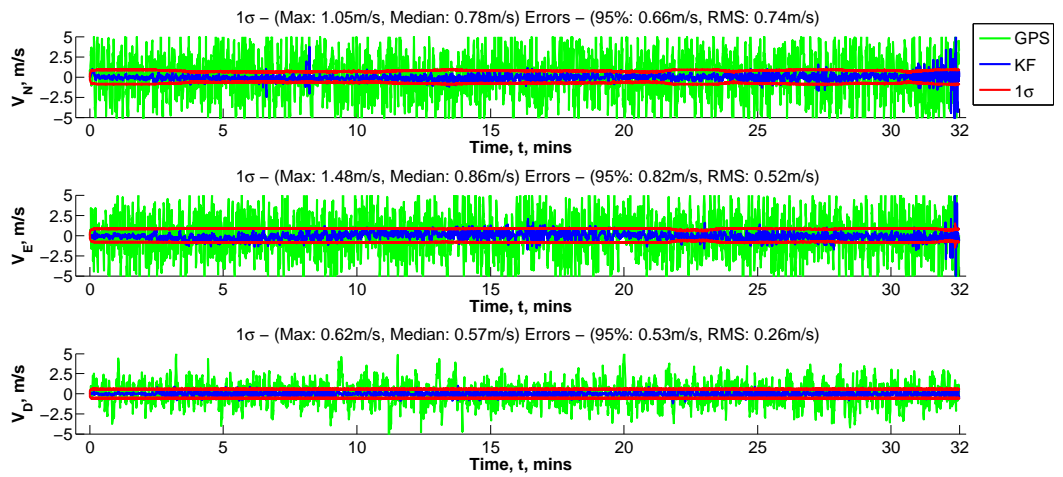 1σ – (Max: 1.05m/s, Median: 0.78m/s) Errors – (95%: 0.66m/s, RMS: 0.74m/s)
5
2.5
0
−2.5
−5
V_N, m/s
0 5 10 15 20 25 30 32
Time, t, mins
GPS
KF
1σ
1σ – (Max: 1.48m/s, Median: 0.86m/s) Errors – (95%: 0.82m/s, RMS: 0.52m/s)
5
2.5
0
−2.5
−5
V_E, m/s
0 5 10 15 20 25 30 32
Time, t, mins
1σ – (Max: 0.62m/s, Median: 0.57m/s) Errors – (95%: 0.53m/s, RMS: 0.26m/s)
5
2.5
0
−2.5
−5
V_D, m/s
0 5 10 15 20 25 30 32
Time, t, mins